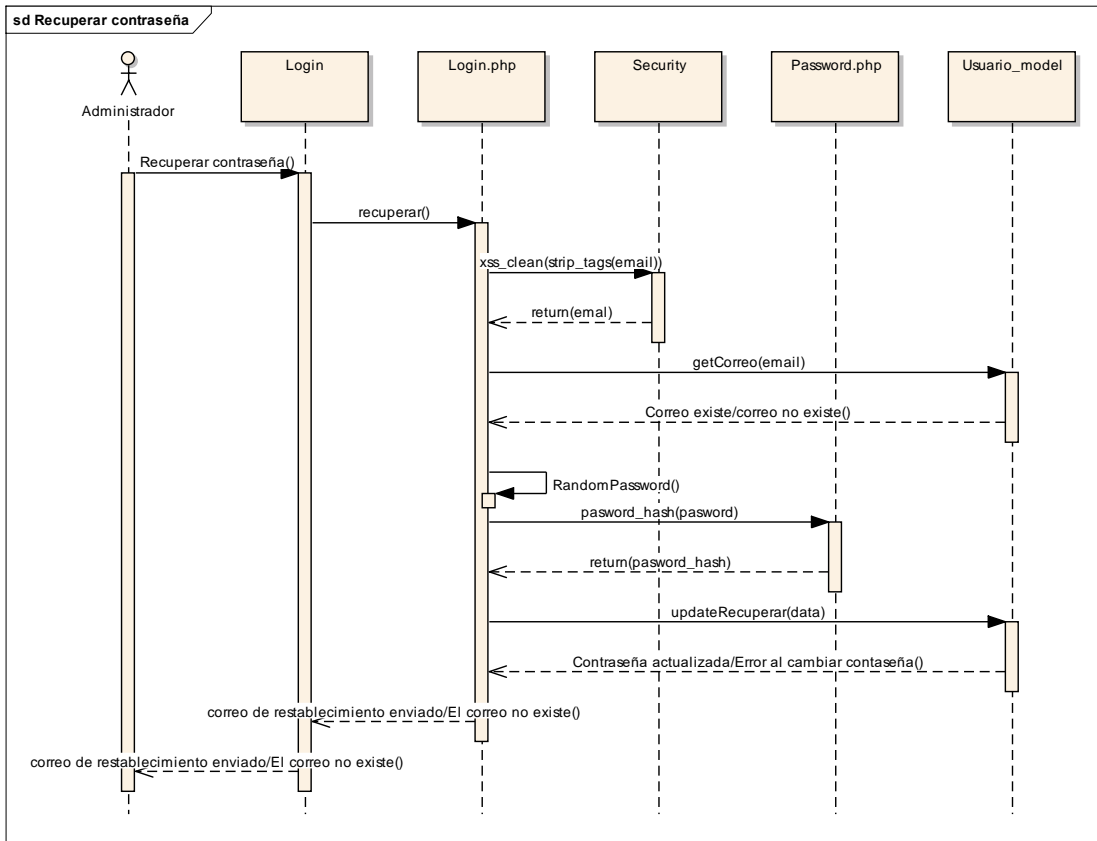 sd Recuperar contraseña
Administrador
Login
Login.php
Security
Password.php
Usuario_model
Recuperar contraseña()
recuperar()
xss_clean(strip_tags(email))
return(emal)
getCorreo(email)
Correo existe/correo no existe()
RandomPassword()
pasword_hash(pasword)
return(pasword_hash)
updateRecuperar(data)
Contraseña actualizada/Error al cambiar contaseña()
correo de restablecimiento enviado/El correo no existe()
correo de restablecimiento enviado/El correo no existe()